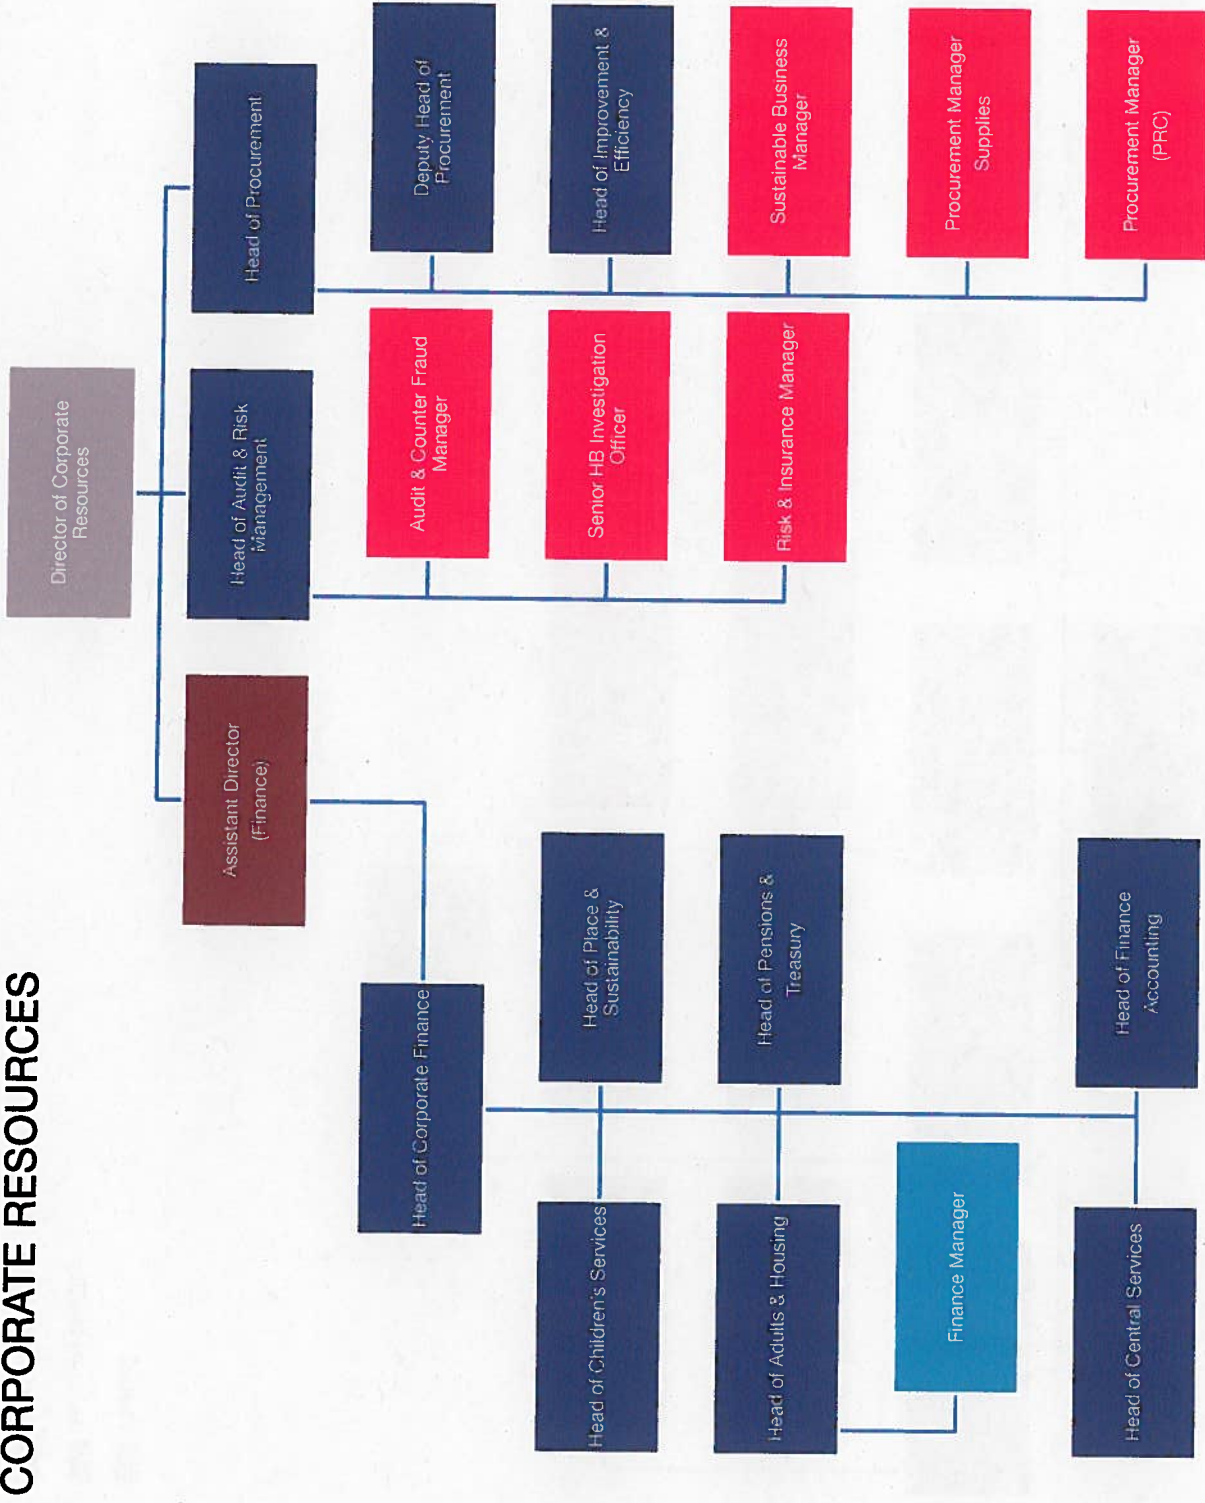 CORPORATE RESOURCES
Director of Corporate
Resources
Assistant Director
(Finance)
Head of Audit & Risk
Management
Head of Procurement
Head of Corporate Finance
Audit & Counter Fraud
Manager
Deputy Head of
Procurement
Head of Children's Services
Head of Place &
Sustainability
Senior HB Investigation
Officer
Head of Improvement &
Efficiency
Head of Adults & Housing
Head of Pensions &
Treasury
Risk & Insurance Manager
Sustainable Business
Manager
Finance Manager
Procurement Manager
Supplies
Head of Central Services
Head of Finance
Accounting
Procurement Manager
(PRC)